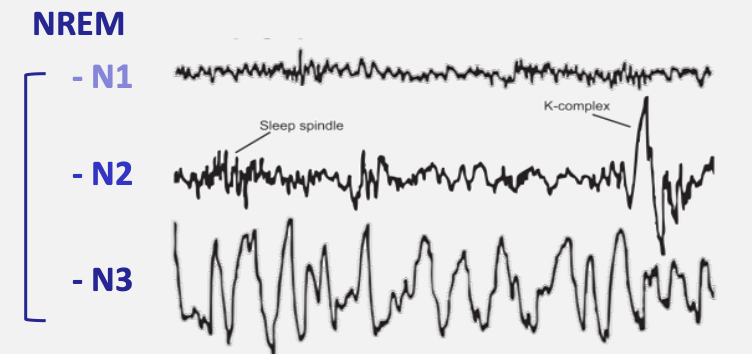 NREM
- N1
K-complex
Sleep spindle
- N2
- N3